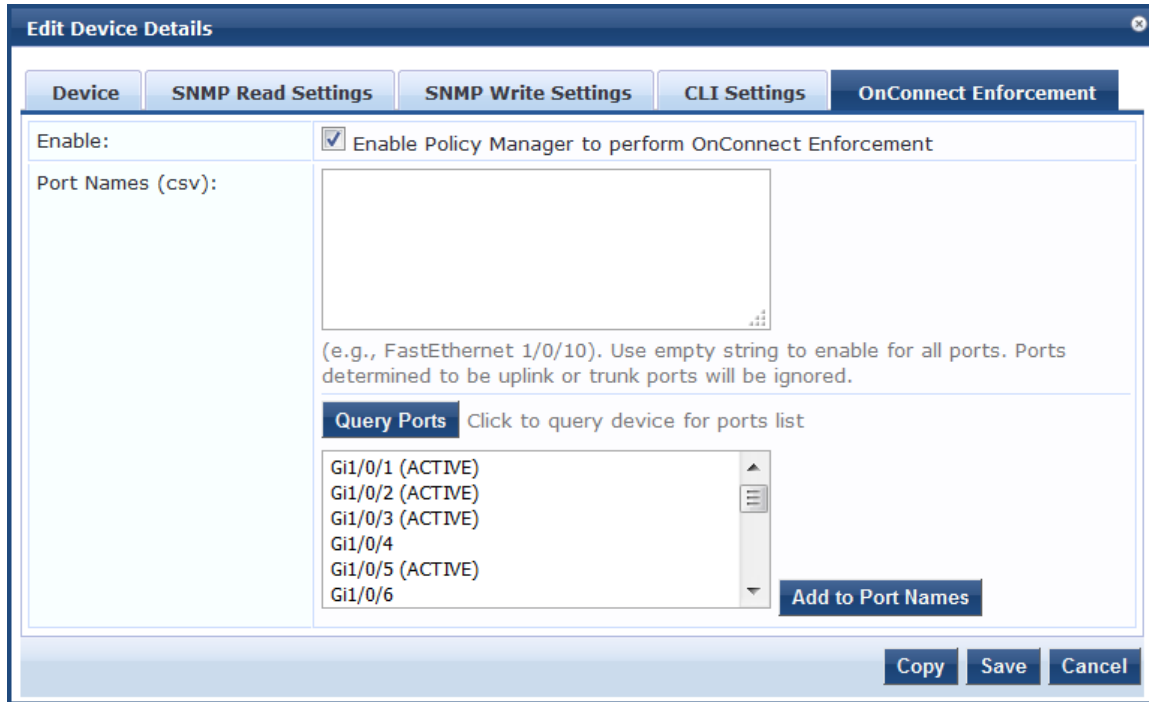 Edit Device Details
Device SNMP Read Settings SNMP Write Settings CLI Settings OnConnect Enforcement
Enable: Enable Policy Manager to perform OnConnect Enforcement
Port Names (csv):
(e.g., FastEthernet 1/0/10). Use empty string to enable for all ports. Ports
determined to be uplink or trunk ports will be ignored.
Query Ports Click to query device for ports list
Gi1/0/1 (ACTIVE)
Gi1/0/2 (ACTIVE)
Gi1/0/3 (ACTIVE)
Gi1/0/4
Gi1/0/5 (ACTIVE)
Gi1/0/6
Add to Port Names
Copy Save Cancel